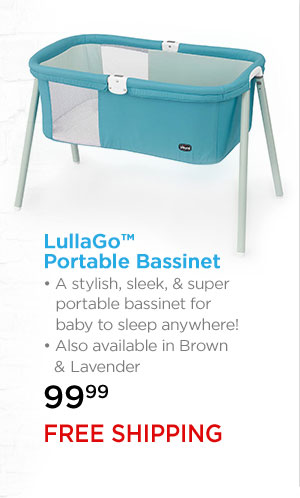 LullaGo™
Portable Bassinet
• A stylish, sleek, & super
portable bassinet for
baby to sleep anywhere!
• Also available in Brown
& Lavender
99⁹⁹
FREE SHIPPING